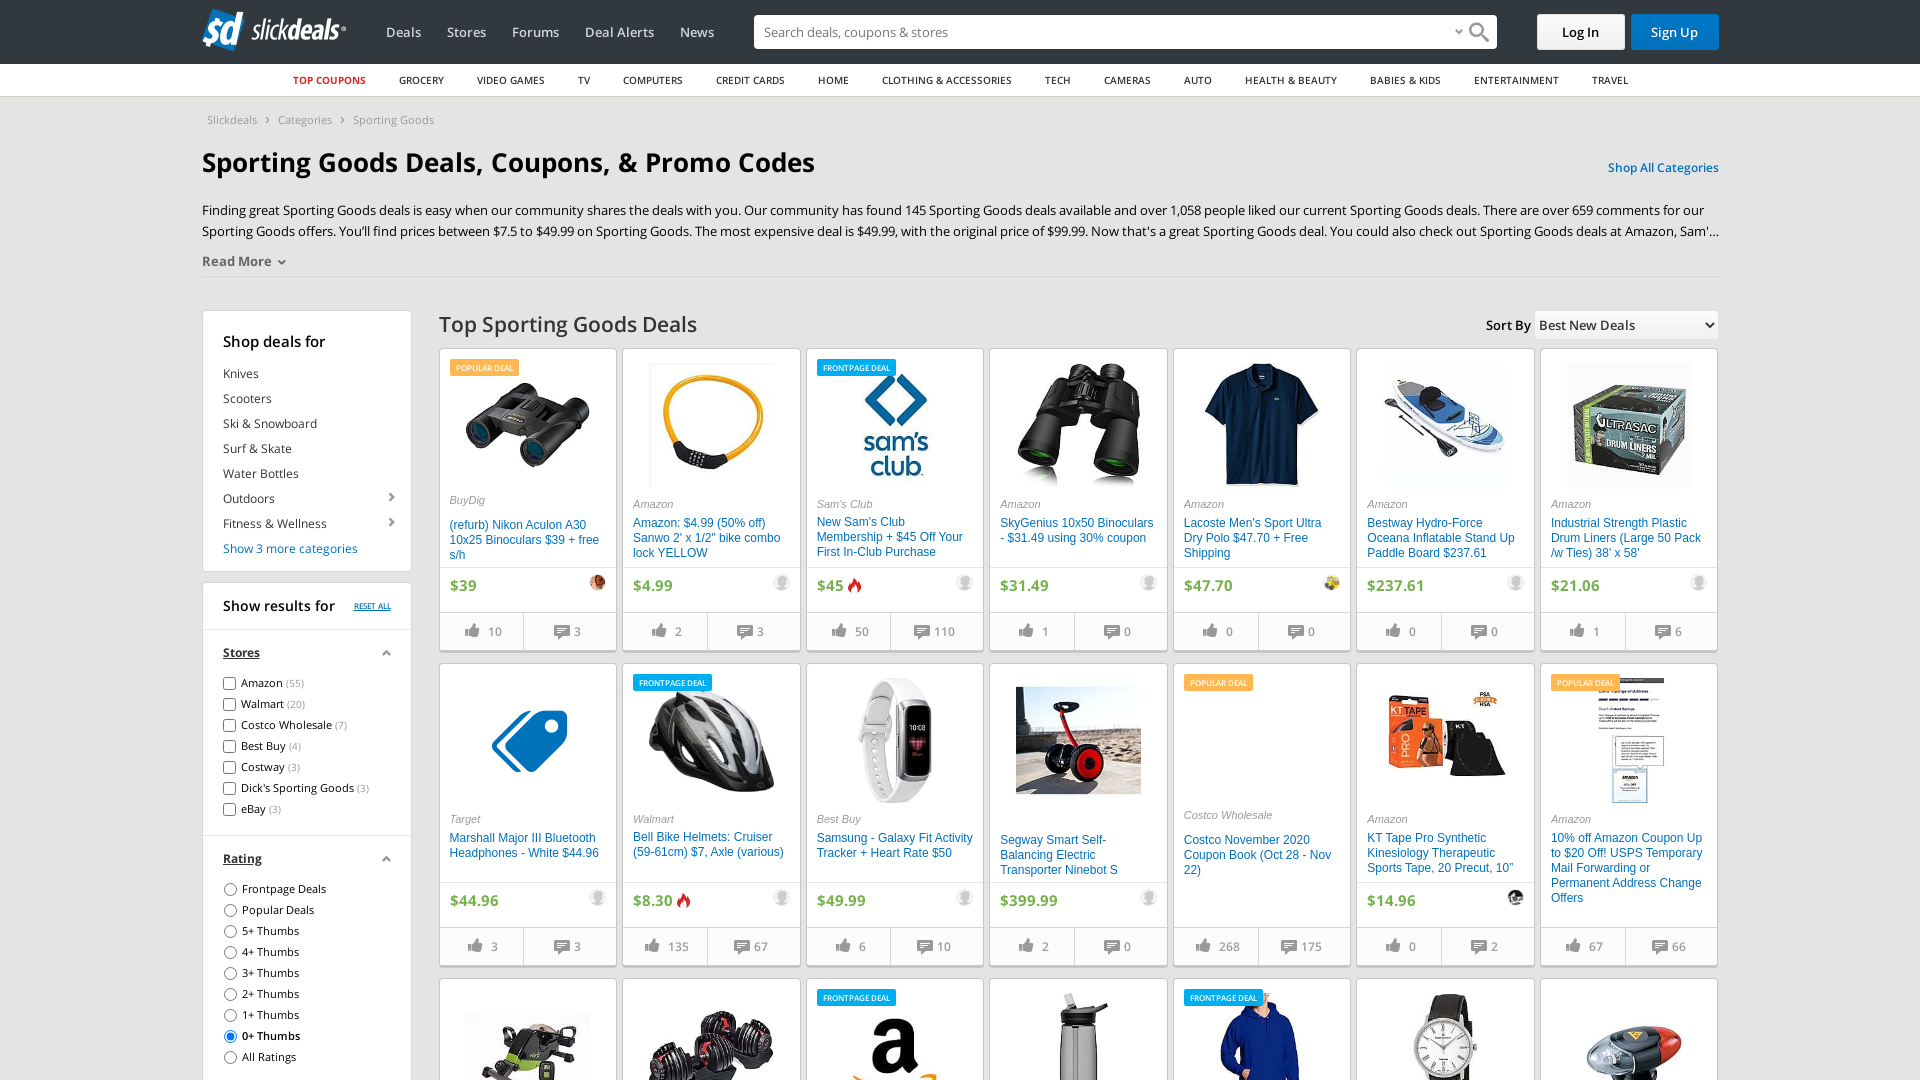 sd slickdeals
Deals
Stores
Forums
Deal Alerts
News
Search deals, coupons & stores
Log In
Sign Up
TOP COUPONS
GROCERY
VIDEO GAMES
TV
COMPUTERS
CREDIT CARDS
HOME
CLOTHING & ACCESSORIES
TECH
CAMERAS
AUTO
HEALTH & BEAUTY
BABIES & KIDS
ENTERTAINMENT
TRAVEL
Slickdeals > Categories > Sporting Goods
Sporting Goods Deals, Coupons, & Promo Codes
Shop All Categories
Finding great Sporting Goods deals is easy when our community shares the deals with you. Our community has found 145 Sporting Goods deals available and over 1,058 people liked our current Sporting Goods deals. There are over 659 comments for our
Sporting Goods offers. You'll find prices between $7.5 to $49.99 on Sporting Goods. The most expensive deal is $49.99, with the original price of $99.99. Now that's a great Sporting Goods deal. You could also check out Sporting Goods deals at Amazon, Sam'...
Read More
Shop deals for
Knives
Scooters
Ski & Snowboard
Surf & Skate
Water Bottles
Outdoors
Fitness & Wellness
Show 3 more categories
Show results for
RESET ALL
Stores
Amazon (55)
Walmart (20)
Costco Wholesale (7)
Best Buy (4)
Costway (3)
Dick's Sporting Goods (3)
eBay (3)
Rating
Frontpage Deals
Popular Deals
5+ Thumbs
4+ Thumbs
3+ Thumbs
2+ Thumbs
1+ Thumbs
0+ Thumbs
All Ratings
Top Sporting Goods Deals
Sort By
Best New Deals
POPULAR DEAL
BuyDig
(refurb) Nikon Aculon A30
10x25 Binoculars $39 + free
s/h
$39
10
3
Amazon
Amazon: $4.99 (50% off)
Sanwo 2' x 1/2" bike combo
lock YELLOW
$4.99
2
3
FRONTPAGE DEAL
sam's
club
Sam's Club
New Sam's Club
Membership + $45 Off Your
First In-Club Purchase
$45
50
110
Amazon
SkyGenius 10x50 Binoculars
- $31.49 using 30% coupon
$31.49
1
0
Amazon
Lacoste Men's Sport Ultra
Dry Polo $47.70 + Free
Shipping
$47.70
0
0
Amazon
Bestway Hydro-Force
Oceana Inflatable Stand Up
Paddle Board $237.61
$237.61
0
0
ULTRASAC
DRUM LINERS
2 MIL
Amazon
Industrial Strength Plastic
Drum Liners (Large 50 Pack
/w Ties) 38' x 58'
$21.06
1
6
Target
Marshall Major III Bluetooth
Headphones - White $44.96
$44.96
3
3
FRONTPAGE DEAL
Walmart
Bell Bike Helmets: Cruiser
(59-61cm) $7, Axle (various)
$8.30
135
67
10:08
Best Buy
Samsung - Galaxy Fit Activity
Tracker + Heart Rate $50
$49.99
6
10
Segway Smart Self-
Balancing Electric
Transporter Ninebot S
$399.99
2
0
POPULAR DEAL
Costco Wholesale
Costco November 2020
Coupon Book (Oct 28 - Nov
22)
268
175
KT TAPE
PRO
FSA
HSA
Amazon
KT Tape Pro Synthetic
Kinesiology Therapeutic
Sports Tape, 20 Precut, 10”
$14.96
0
2
POPULAR DEAL
amazon
Amazon
10% off Amazon Coupon Up
to $20 Off! USPS Temporary
Mail Forwarding or
Permanent Address Change
Offers
67
66
FRONTPAGE DEAL
a
FRONTPAGE DEAL